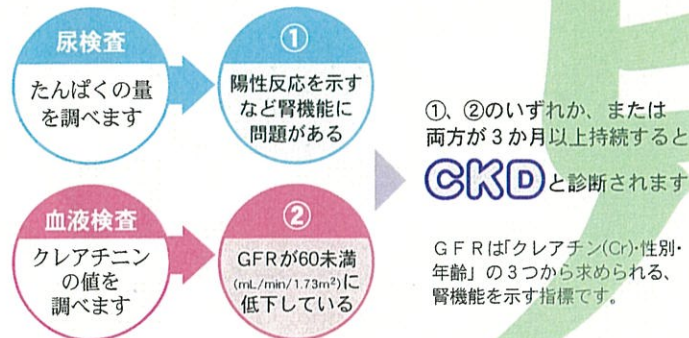 尿検査
たんぱくの量
を調べます
①
陽性反応を示す
など腎機能に
問題がある
血液検査
クレアチニン
の値を
調べます
②
GFRが60未満
(mL/min/1.73m²)に
低下している
①、②のいずれか、または
両方が3か月以上持続すると
CKDと診断されます
GFRは「クレアチン(Cr)・性別・
年齢」の3つから求められる、
腎機能を示す指標です。